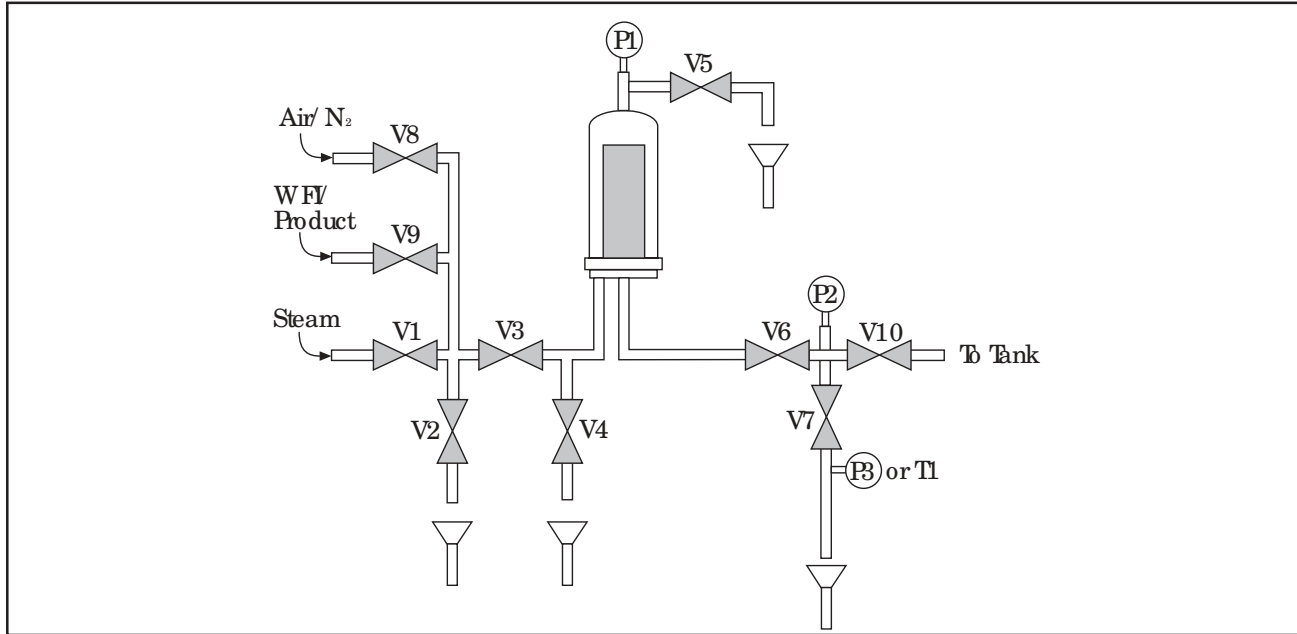 P1
V5
Air/ N₂
V8
WFI/
Product
V9
P2
Steam
V1
V3
V6
V10
To Tank
V2
V4
V7
P3 or T1